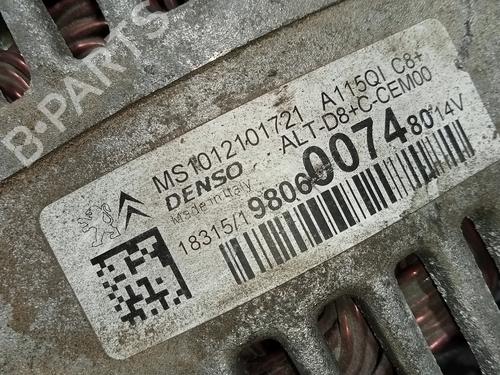 B-PARTS
MS1012101721 A115QI C8+
DENSO ALT-D8+C-CEM00
Made in Italy
18315/1 9806007480 14V